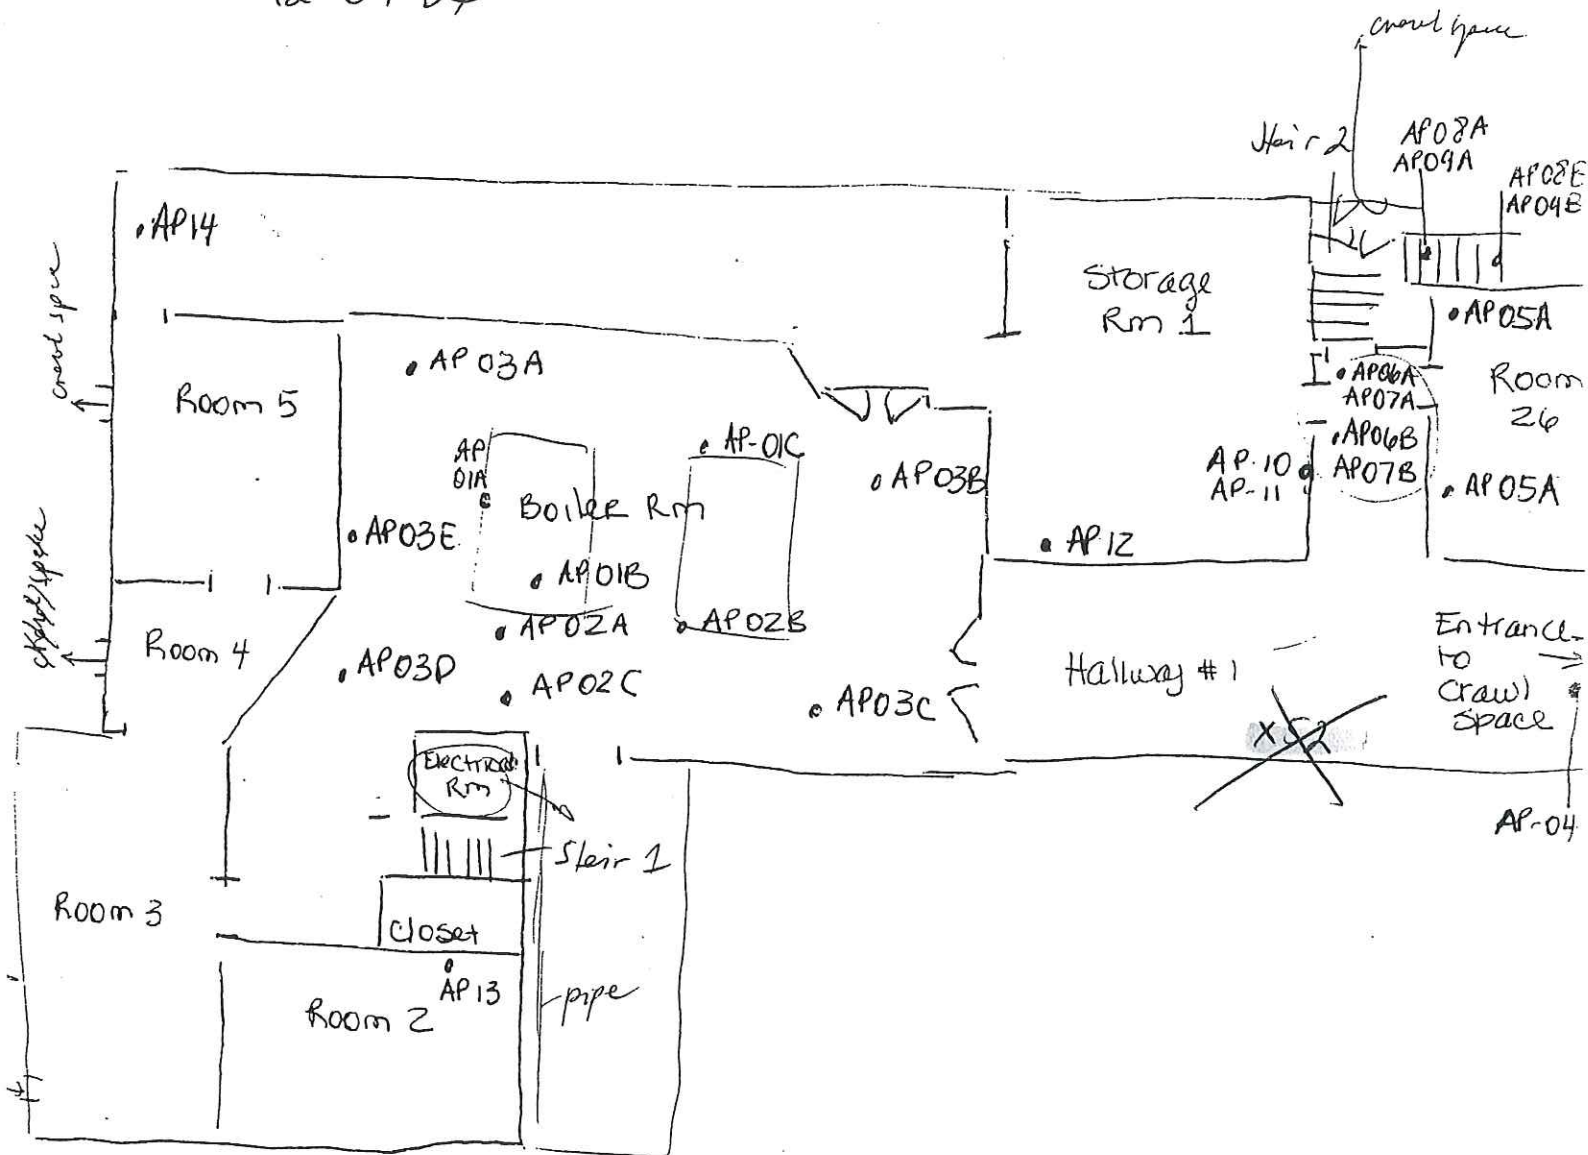 crawl space
Stair 2
AP08A
AP09A
AP08E
AP09E
AP14
crawl space
Storage
Rm 1
AP05A
AP03A
AP06A
AP07A
Room
26
Room 5
AP
01A
AP-01C
AP03B
AP06B
AP07B
AP-10
AP-11
AP05A
Boiler Rm
AP03E
AP12
AP01B
AP02A
AP02B
Room 4
AP03D
AP02C
AP03C
Hallway #1
Entrance
to
Crawl
Space
X52
Electrical
Rm
AP-04
Stair 1
Room 3
Closet
AP13
Room 2
pipe